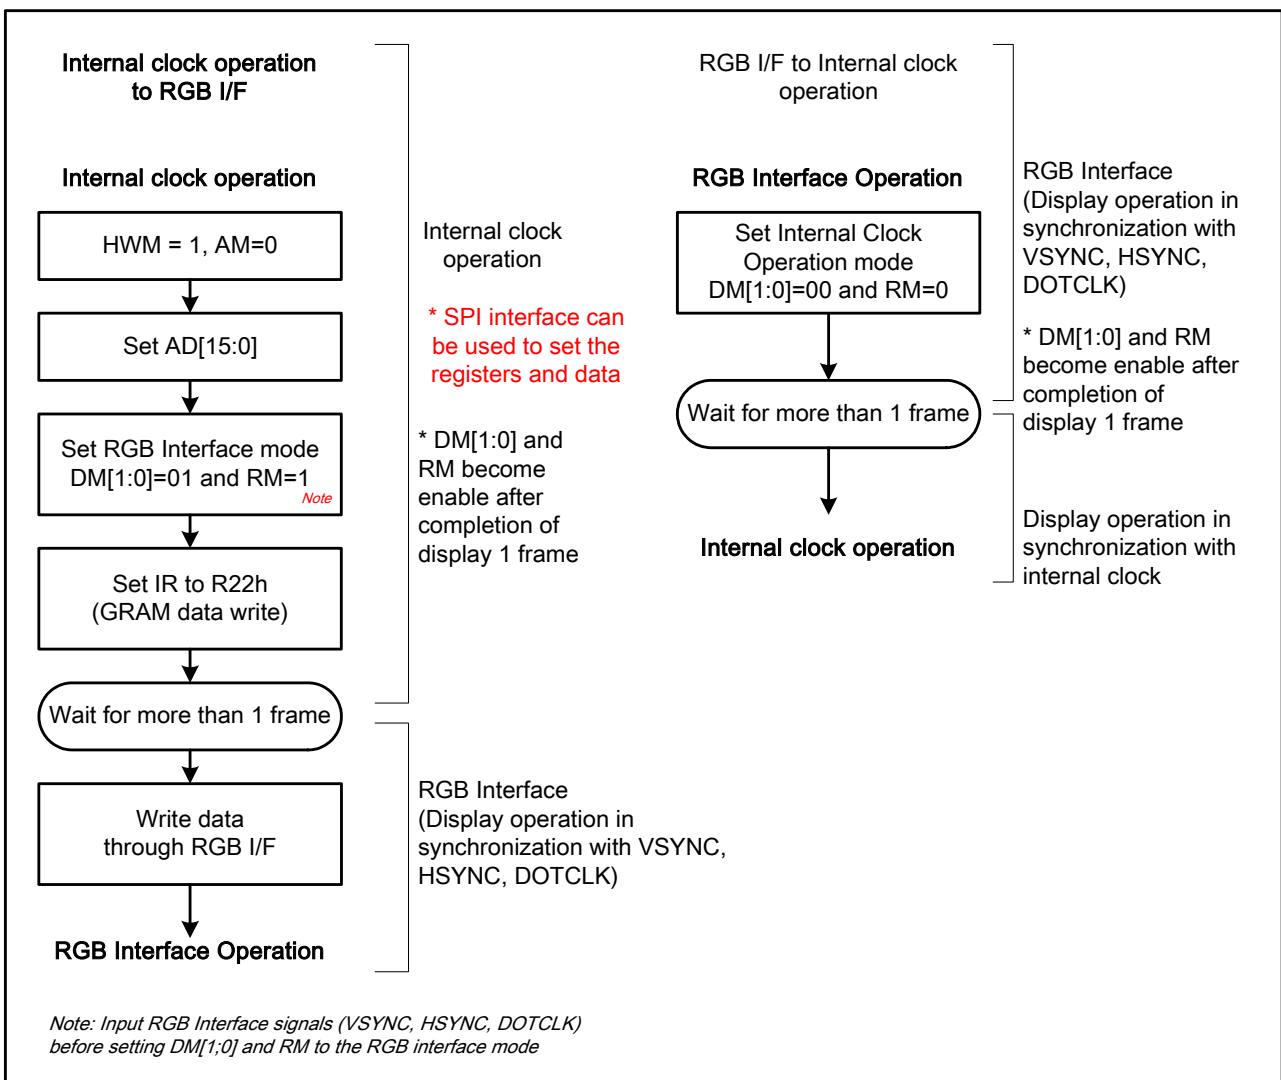 Internal clock operation
to RGB I/F
Internal clock operation
HWM = 1, AM=0
Set AD[15:0]
Set RGB Interface mode
DM[1:0]=01 and RM=1
Note
Set IR to R22h
(GRAM data write)
Wait for more than 1 frame
Write data
through RGB I/F
RGB Interface Operation
Internal clock
operation
* SPI interface can
be used to set the
registers and data
* DM[1:0] and
RM become
enable after
completion of
display 1 frame
RGB Interface
(Display operation in
synchronization with VSYNC,
HSYNC, DOTCLK)
RGB I/F to Internal clock
operation
RGB Interface Operation
Set Internal Clock
Operation mode
DM[1:0]=00 and RM=0
Wait for more than 1 frame
Internal clock operation
RGB Interface
(Display operation in
synchronization with
VSYNC, HSYNC,
DOTCLK)
* DM[1:0] and RM
become enable after
completion of
display 1 frame
Display operation in
synchronization with
internal clock
Note: Input RGB Interface signals (VSYNC, HSYNC, DOTCLK)
before setting DM[1;0] and RM to the RGB interface mode